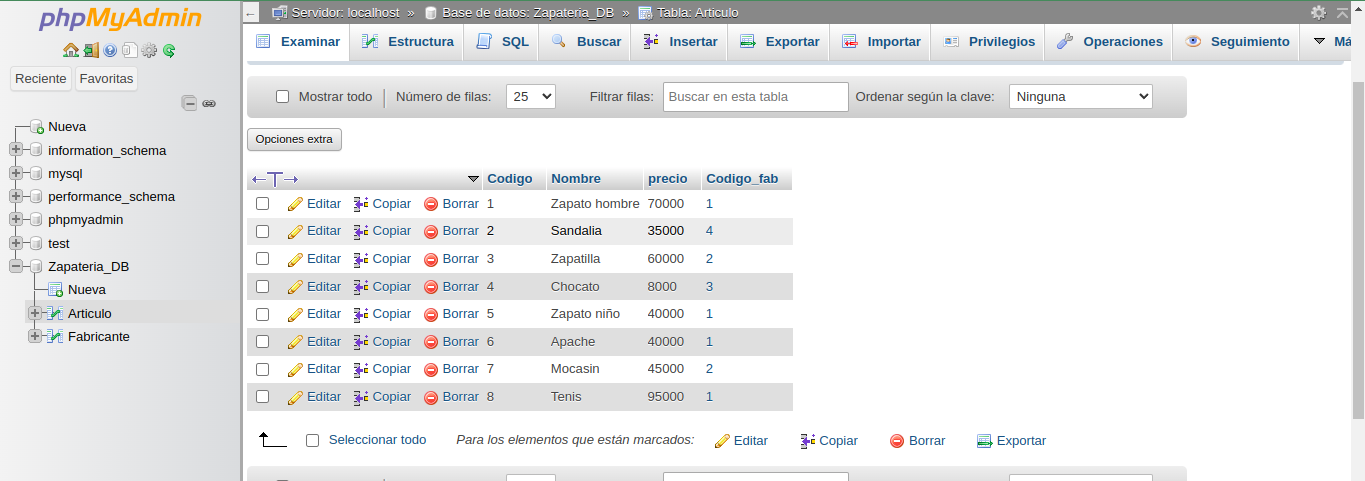 phpMyAdmin
Reciente Favoritas
Nueva
information_schema
mysql
performance_schema
phpmyadmin
test
Zapateria_DB
Nueva
Articulo
Fabricante
Servidor: localhost » Base de datos: Zapateria_DB » Tabla: Articulo
Examinar Estructura SQL Buscar Insertar Exportar Importar Privilegios Operaciones Seguimiento Má
Mostrar todo Número de filas: 25 Filtrar filas: Buscar en esta tabla Ordenar según la clave: Ninguna
Opciones extra
Codigo Nombre precio Codigo_fab
Editar Copiar Borrar 1 Zapato hombre 70000 1
Editar Copiar Borrar 2 Sandalia 35000 4
Editar Copiar Borrar 3 Zapatilla 60000 2
Editar Copiar Borrar 4 Chocato 8000 3
Editar Copiar Borrar 5 Zapato niño 40000 1
Editar Copiar Borrar 6 Apache 40000 1
Editar Copiar Borrar 7 Mocasin 45000 2
Editar Copiar Borrar 8 Tenis 95000 1
Seleccionar todo Para los elementos que están marcados: Editar Copiar Borrar Exportar